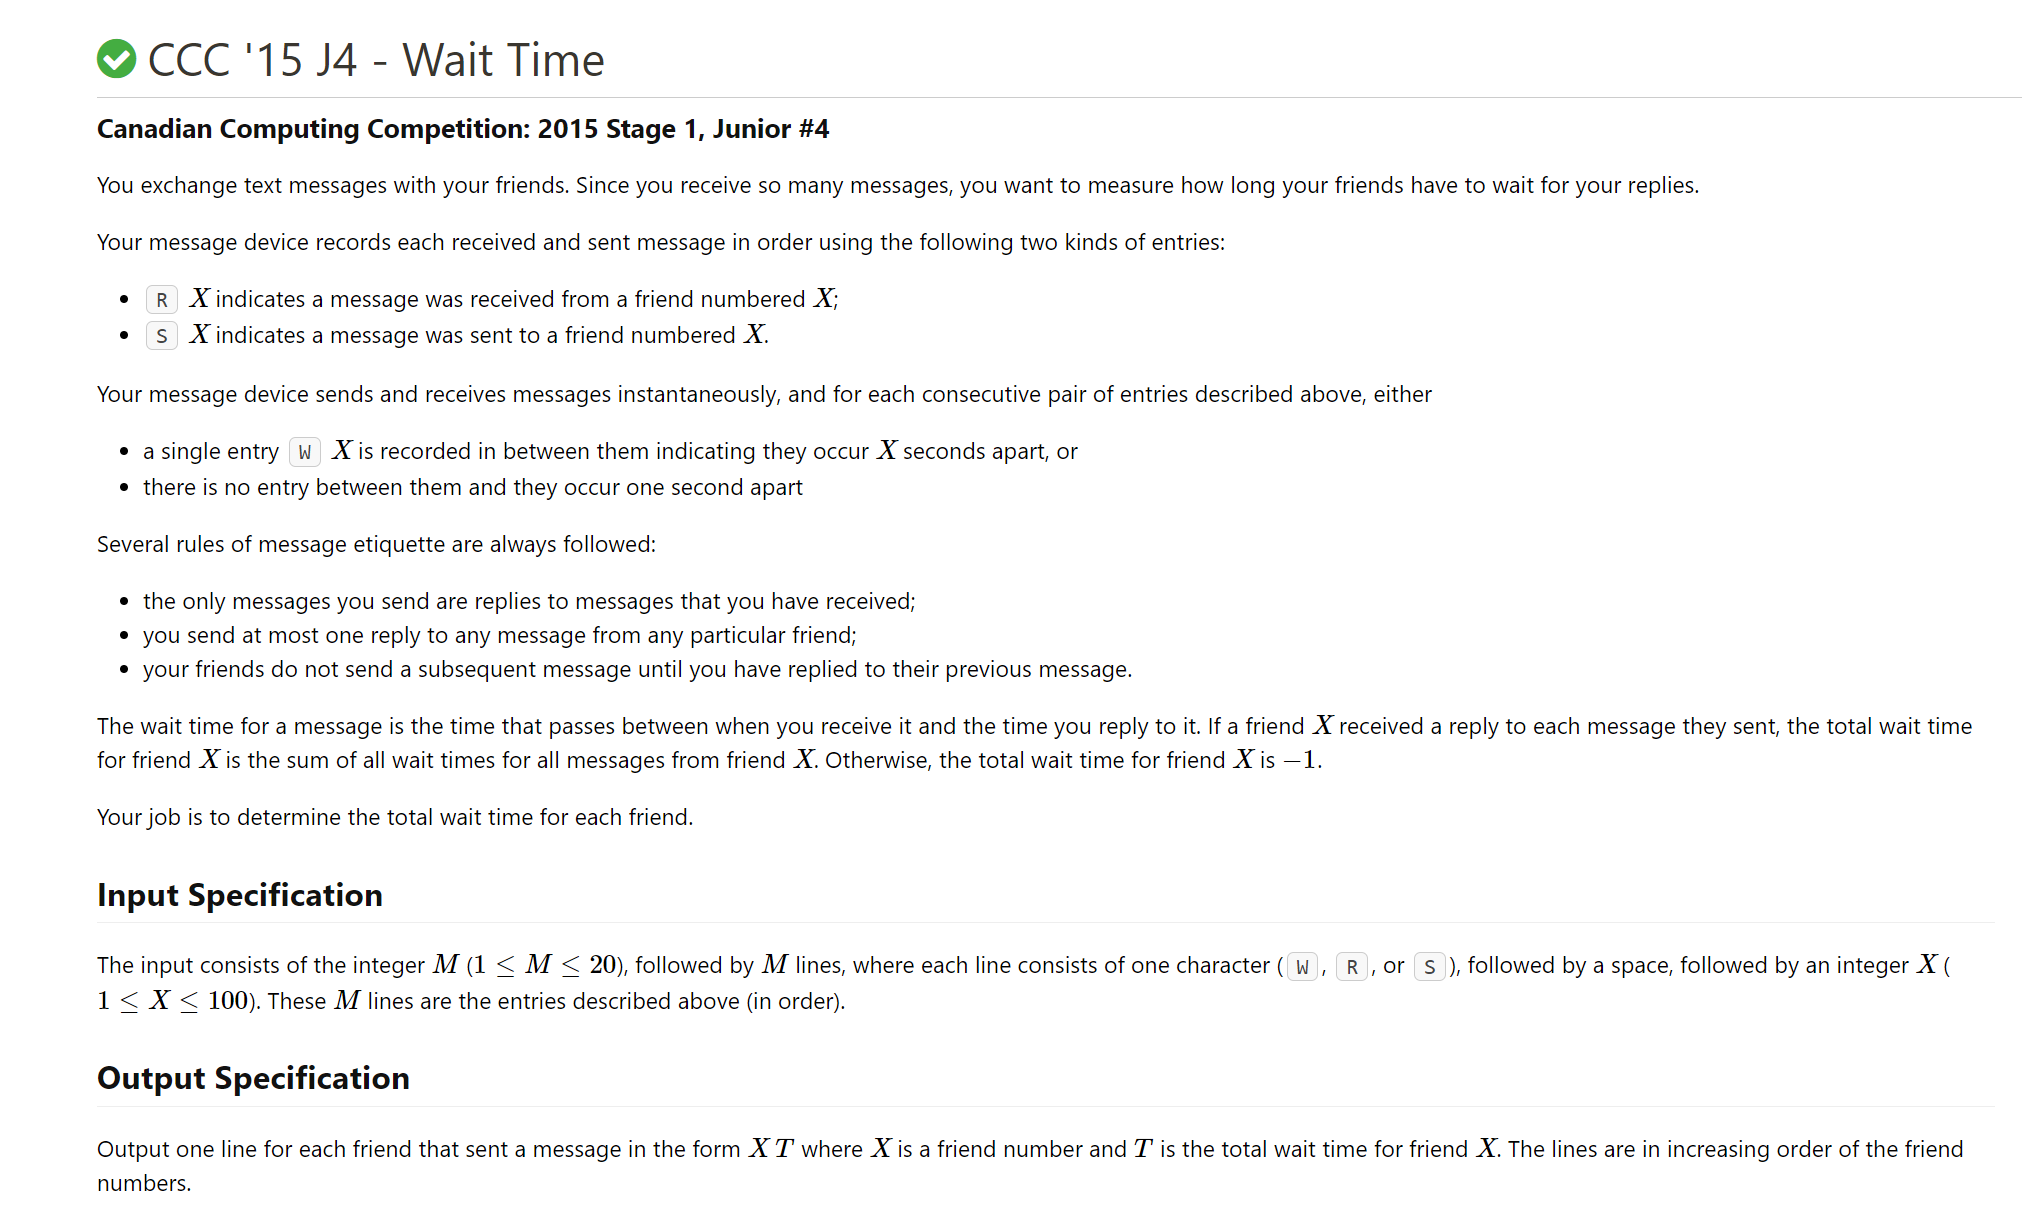 CCC '15 J4 - Wait Time
Canadian Computing Competition: 2015 Stage 1, Junior #4
You exchange text messages with your friends. Since you receive so many messages, you want to measure how long your friends have to wait for your replies.
Your message device records each received and sent message in order using the following two kinds of entries:
• R X indicates a message was received from a friend numbered X;
• S X indicates a message was sent to a friend numbered X.
Your message device sends and receives messages instantaneously, and for each consecutive pair of entries described above, either
• a single entry W X is recorded in between them indicating they occur X seconds apart, or
• there is no entry between them and they occur one second apart
Several rules of message etiquette are always followed:
• the only messages you send are replies to messages that you have received;
• you send at most one reply to any message from any particular friend;
• your friends do not send a subsequent message until you have replied to their previous message.
The wait time for a message is the time that passes between when you receive it and the time you reply to it. If a friend X received a reply to each message they sent, the total wait time
for friend X is the sum of all wait times for all messages from friend X. Otherwise, the total wait time for friend X is −1.
Your job is to determine the total wait time for each friend.
Input Specification
The input consists of the integer M (1 ≤ M ≤ 20), followed by M lines, where each line consists of one character ( W , R , or S ), followed by a space, followed by an integer X (
1 ≤ X ≤ 100). These M lines are the entries described above (in order).
Output Specification
Output one line for each friend that sent a message in the form X T where X is a friend number and T is the total wait time for friend X. The lines are in increasing order of the friend
numbers.